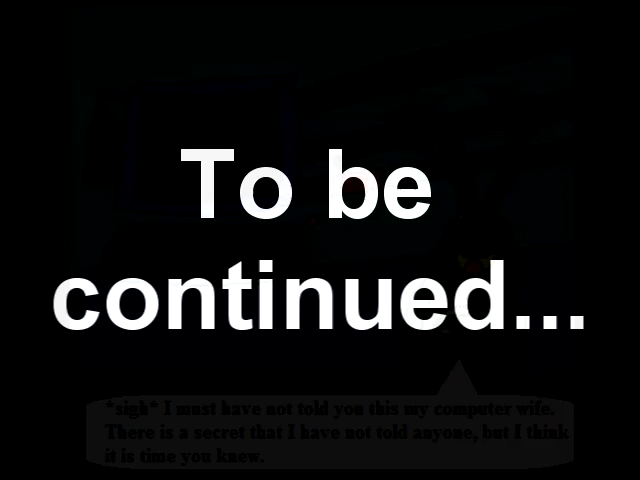 To be
continued...
*sigh* I must have not told you this my computer wife.
There is a secret that I have not told anyone, but I think
it is time you knew.